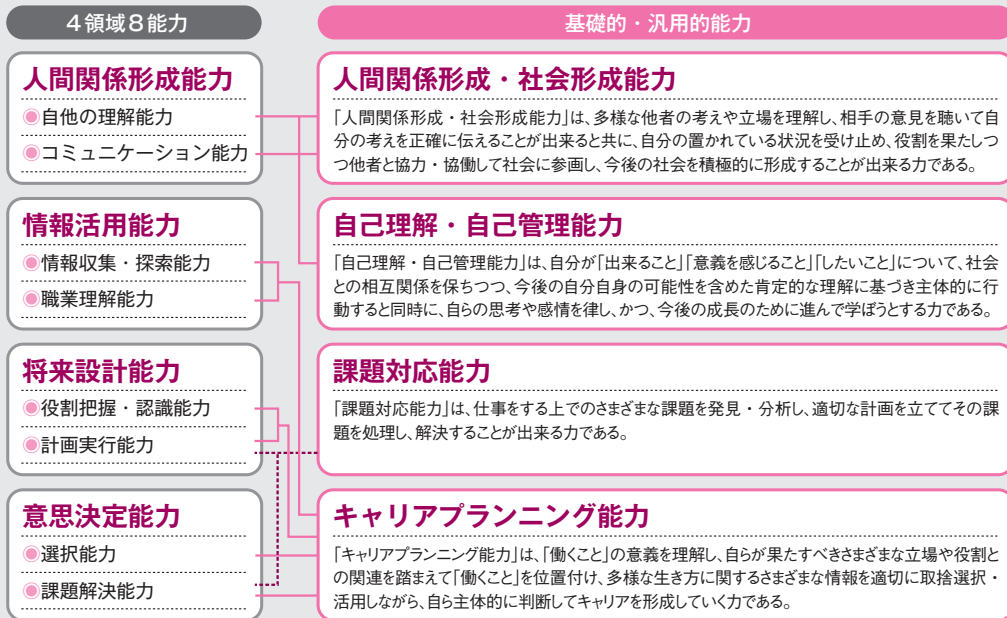 4領域8能力
基礎的・汎用的能力
人間関係形成能力
◉自他の理解能力
◉コミュニケーション能力
人間関係形成・社会形成能力
「人間関係形成・社会形成能力」は、多様な他者の考えや立場を理解し、相手の意見を聴いて自
分の考えを正確に伝えることが出来ると共に、自分の置かれている状況を受け止め、役割を果たしつ
つ他者と協力・協働して社会に参画し、今後の社会を積極的に形成することが出来る力である。
情報活用能力
◉情報収集・探索能力
◉職業理解能力
自己理解・自己管理能力
「自己理解・自己管理能力」は、自分が「出来ること」「意義を感じること」「したいこと」について、社会
との相互関係を保ちつつ、今後の自分自身の可能性を含めた肯定的な理解に基づき主体的に行
動すると同時に、自らの思考や感情を律し、かつ、今後の成長のために進んで学ぼうとする力である。
将来設計能力
◉役割把握・認識能力
◉計画実行能力
課題対応能力
「課題対応能力」は、仕事をする上でのさまざまな課題を発見・分析し、適切な計画を立ててその課
題を処理し、解決することが出来る力である。
意思決定能力
◉選択能力
◉課題解決能力
キャリアプランニング能力
「キャリアプランニング能力」は、「働くこと」の意義を理解し、自らが果たすべきさまざまな立場や役割と
の関連を踏まえて「働くこと」を位置付け、多様な生き方に関するさまざまな情報を適切に取捨選択・
活用しながら、自ら主体的に判断してキャリアを形成していく力である。